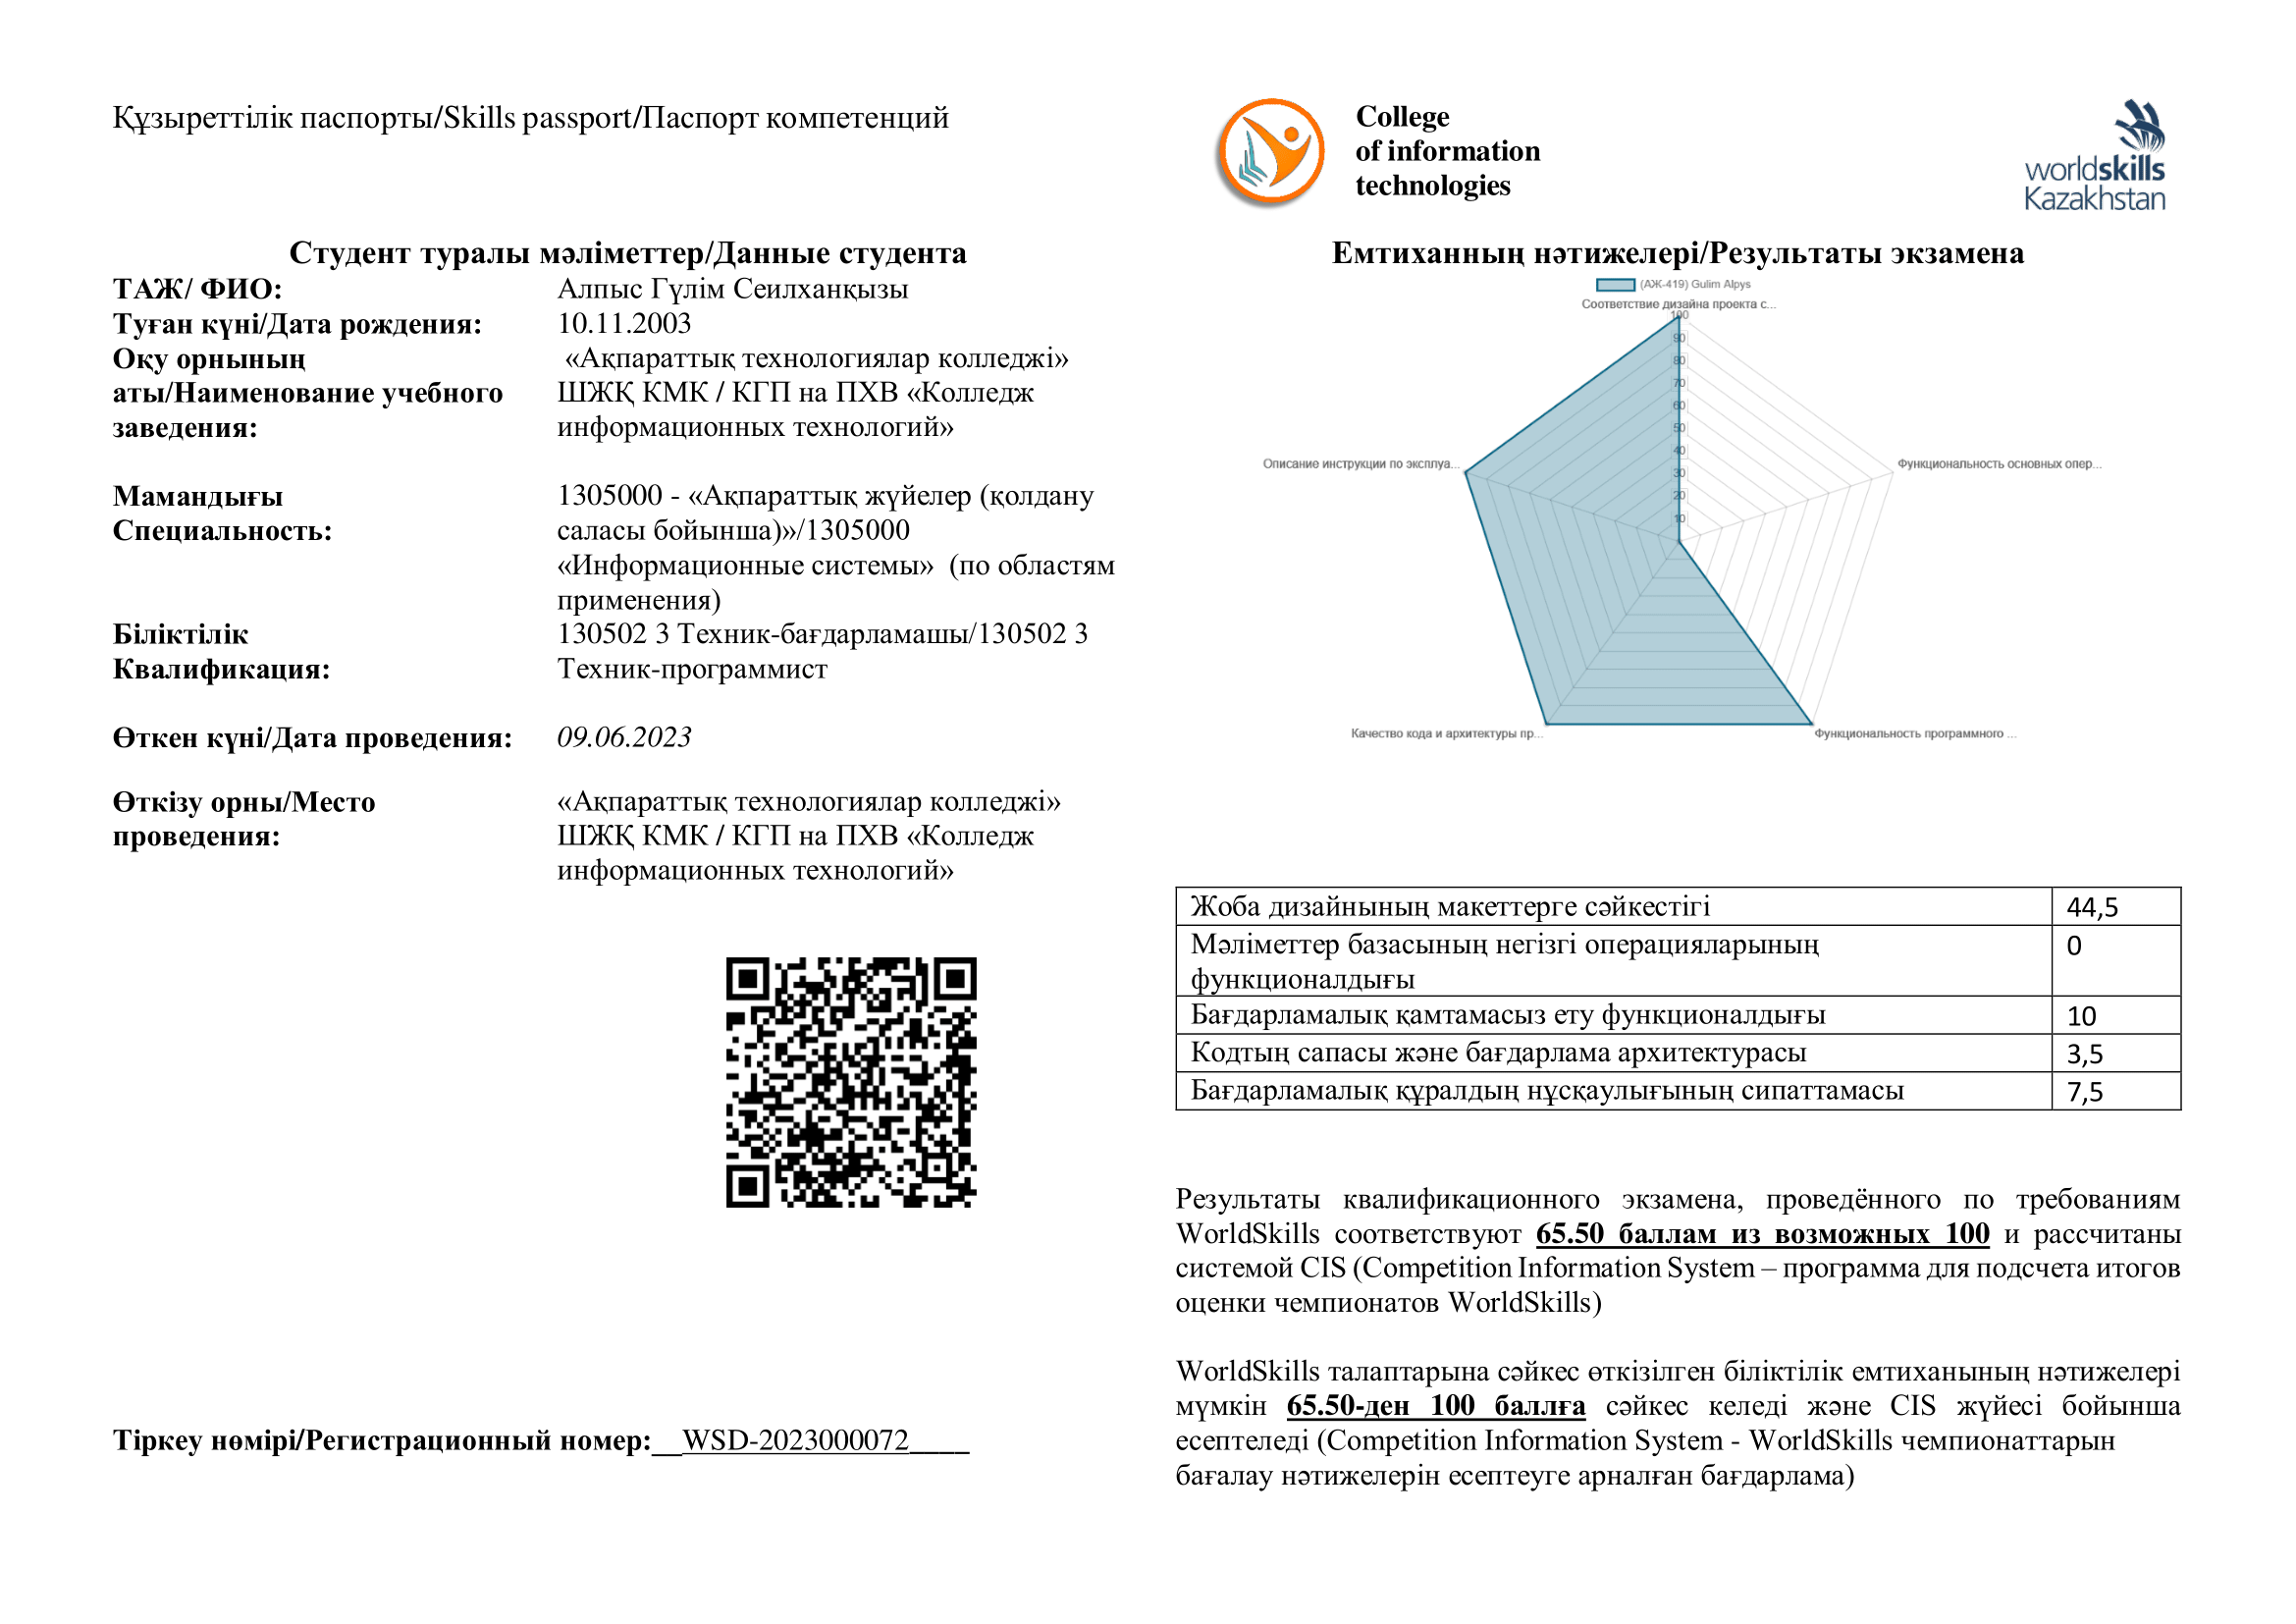 Құзыреттілік паспорты/Skills passport/Паспорт компетенций
Студент туралы мәліметтер/Данные студента
ТАЖ/ ФИО: Алпыс Гүлім Сеилханқызы
Туған күні/Дата рождения: 10.11.2003
Оқу орнының «Ақпараттық технологиялар колледжі»
аты/Наименование учебного ШЖҚ КМК / КГП на ПХВ «Колледж
заведения: информационных технологий»
Мамандығы 1305000 - «Ақпараттық жүйелер (қолдану
Специальность: саласы бойынша)»/1305000
«Информационные системы» (по областям
применения)
Біліктілік 130502 3 Техник-бағдарламашы/130502 3
Квалификация: Техник-программист
Өткен күні/Дата проведения: 09.06.2023
Өткізу орны/Место «Ақпараттық технологиялар колледжі»
проведения: ШЖҚ КМК / КГП на ПХВ «Колледж
информационных технологий»
Тіркеу нөмірі/Регистрационный номер:__WSD-2023000072____
College
of information
technologies
worldskills
Kazakhstan
Емтиханның нәтижелері/Результаты экзамена
(АЖ-419) Gulim Alpys
Соответствие дизайна проекта с...
100
90
80
70
60
50
40
30
20
10
Описание инструкции по эксплуа...
Функциональность основных опер...
Качество кода и архитектуры пр...
Функциональность программного ...
Жоба дизайнының макеттерге сәйкестігі 44,5
Мәліметтер базасының негізгі операцияларының 0
функционалдығы
Бағдарламалық қамтамасыз ету функционалдығы 10
Кодтың сапасы және бағдарлама архитектурасы 3,5
Бағдарламалық құралдың нұсқаулығының сипаттамасы 7,5
Результаты квалификационного экзамена, проведённого по требованиям
WorldSkills соответствуют 65.50 баллам из возможных 100 и рассчитаны
системой CIS (Competition Information System – программа для подсчета итогов
оценки чемпионатов WorldSkills)
WorldSkills талаптарына сәйкес өткізілген біліктілік емтиханының нәтижелері
мүмкін 65.50-ден 100 баллға сәйкес келеді және CIS жүйесі бойынша
есептеледі (Competition Information System - WorldSkills чемпионаттарын
бағалау нәтижелерін есептеуге арналған бағдарлама)